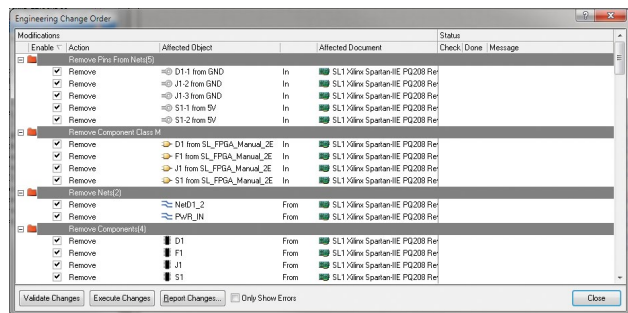 Engineering Change Order
Modifications Status
Enable Action Affected Object Affected Document Check Done Message
Remove Pins From Nets(5)
Remove D1-1 from GND In SL1 Xilinx Spartan-IIE PQ208 Re
Remove J1-2 from GND In SL1 Xilinx Spartan-IIE PQ208 Re
Remove J1-3 from GND In SL1 Xilinx Spartan-IIE PQ208 Re
Remove S1-1 from 5V In SL1 Xilinx Spartan-IIE PQ208 Re
Remove S1-2 from 5V In SL1 Xilinx Spartan-IIE PQ208 Re
Remove Component Class M
Remove D1 from SL_FPGA_Manual_2E In SL1 Xilinx Spartan-IIE PQ208 Re
Remove F1 from SL_FPGA_Manual_2E In SL1 Xilinx Spartan-IIE PQ208 Re
Remove J1 from SL_FPGA_Manual_2E In SL1 Xilinx Spartan-IIE PQ208 Re
Remove S1 from SL_FPGA_Manual_2E In SL1 Xilinx Spartan-IIE PQ208 Re
Remove Nets(2)
Remove NetD1_2 From SL1 Xilinx Spartan-IIE PQ208 Re
Remove PWR_IN From SL1 Xilinx Spartan-IIE PQ208 Re
Remove Components(4)
Remove D1 From SL1 Xilinx Spartan-IIE PQ208 Re
Remove F1 From SL1 Xilinx Spartan-IIE PQ208 Re
Remove J1 From SL1 Xilinx Spartan-IIE PQ208 Re
Remove S1 From SL1 Xilinx Spartan-IIE PQ208 Re
Validate Changes Execute Changes Report Changes... Only Show Errors Close